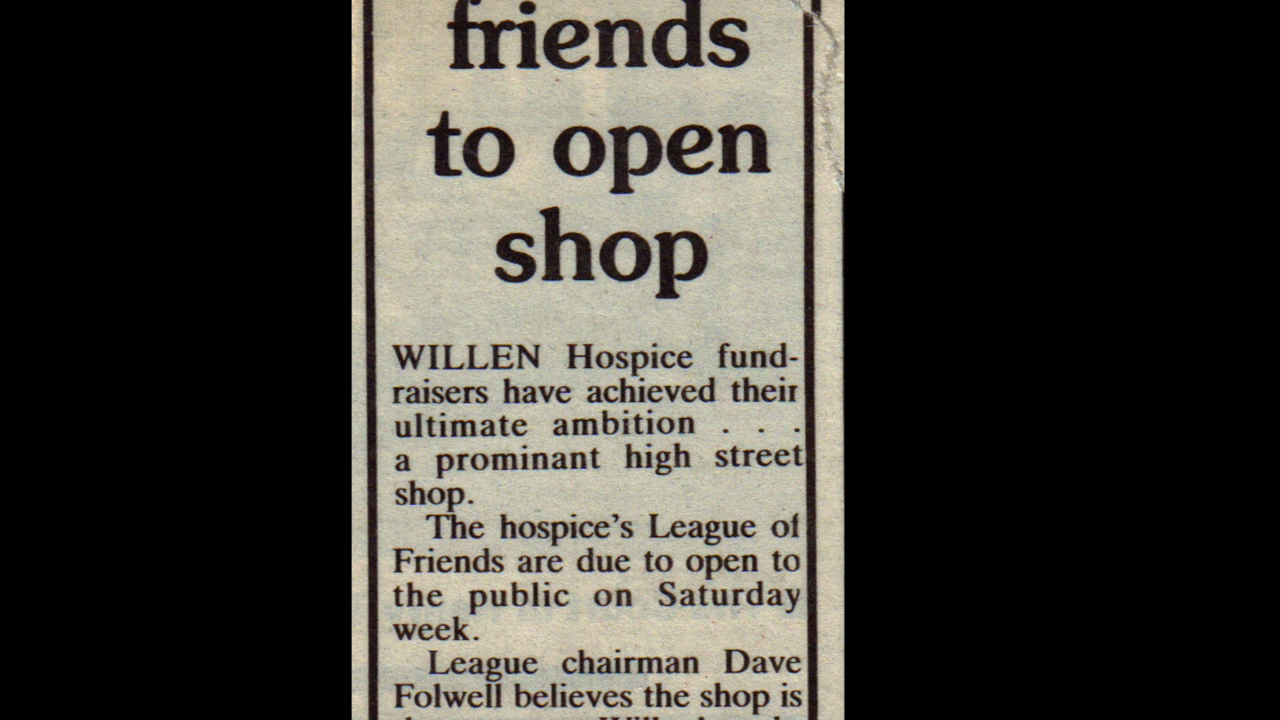 friends
to open
shop
WILLEN Hospice fund-
raisers have achieved their
ultimate ambition . . .
a prominant high street
shop.
The hospice's League of
Friends are due to open to
the public on Saturday
week.
League chairman Dave
Folwell believes the shop is